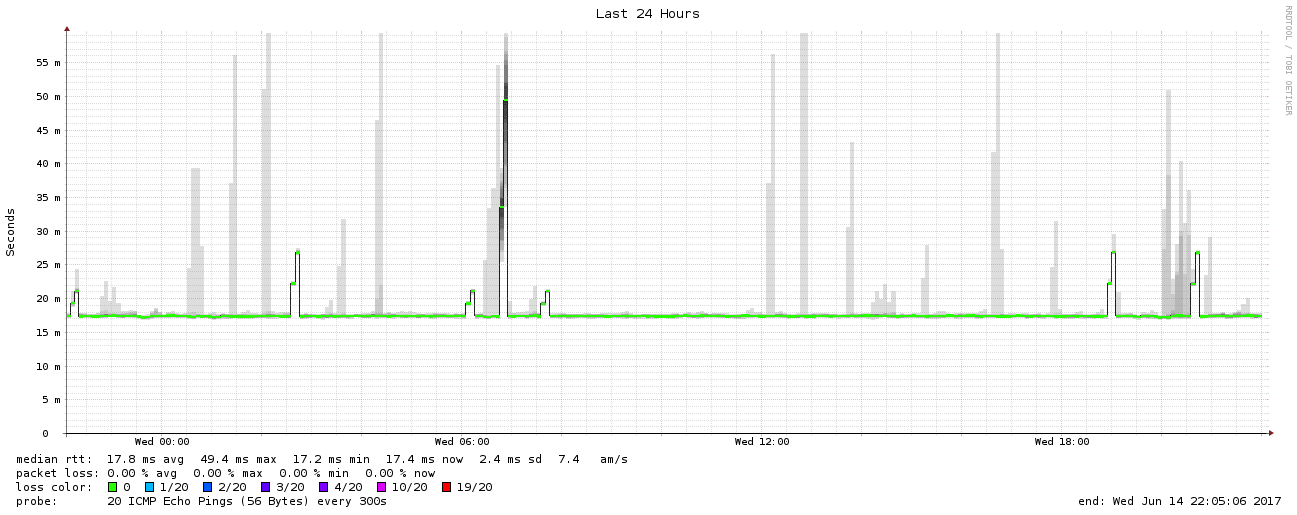 Last 24 Hours
RRDTOOL / TOBI OETIKER
Seconds
55 m
50 m
45 m
40 m
35 m
30 m
25 m
20 m
15 m
10 m
5 m
0
Wed 00:00 Wed 06:00 Wed 12:00 Wed 18:00
median rtt: 17.8 ms avg 49.4 ms max 17.2 ms min 17.4 ms now 2.4 ms sd 7.4 am/s
packet loss: 0.00 % avg 0.00 % max 0.00 % min 0.00 % now
loss color: 0 1/20 2/20 3/20 4/20 10/20 19/20
probe: 20 ICMP Echo Pings (56 Bytes) every 300s end: Wed Jun 14 22:05:06 2017